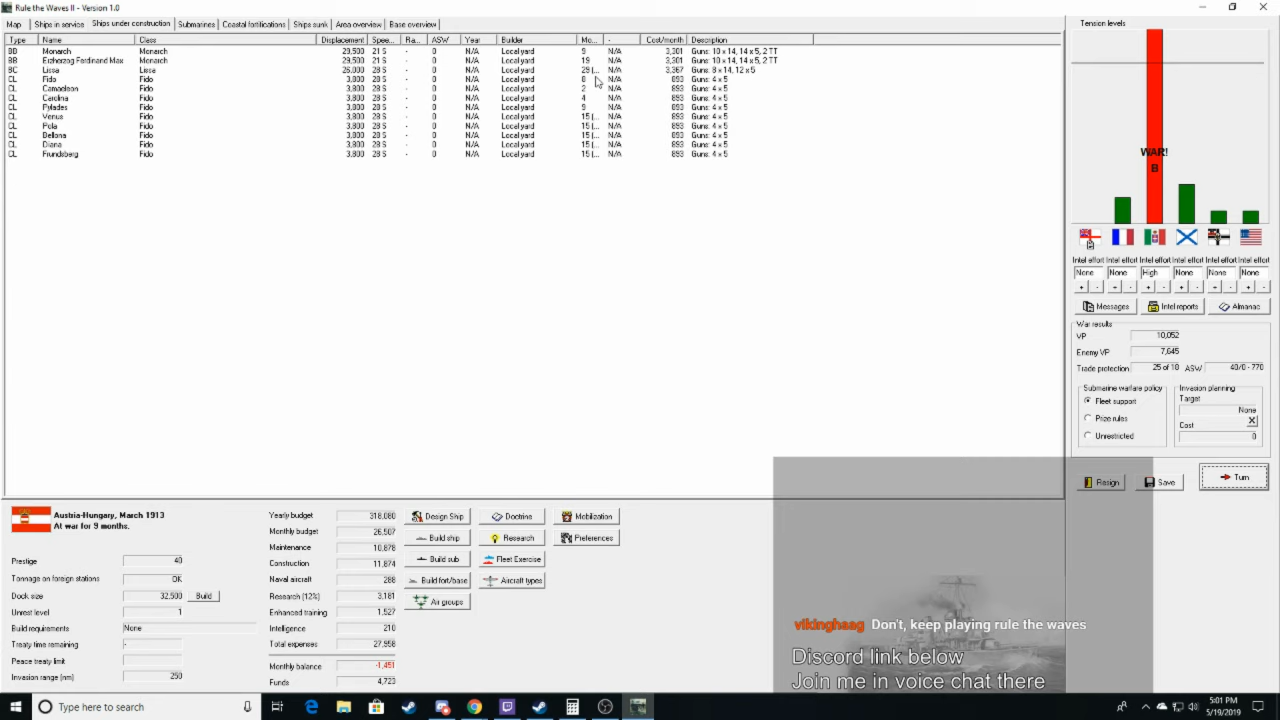 Rule the Waves II - Version 1.0
Map Ships in service Ships under construction Submarines Coastal fortifications Ships sunk Area overview Base overview
Type Name Class Displacement Spee... Ra... ASW Year Builder Mo... - Cost/month Description
BB Monarch Monarch 29,500 21 S - 0 N/A Local yard 9 N/A 3,301 Guns: 10 x 14, 14 x 5, 2 TT
BB Erzherzog Ferdinand Max Monarch 29,500 21 S - 0 N/A Local yard 19 N/A 3,301 Guns: 10 x 14, 14 x 5, 2 TT
BC Lissa Lissa 26,000 28 S - 0 N/A Local yard 29 (... N/A 3,367 Guns: 8 x 14, 12 x 5
CL Fido Fido 3,800 28 S - 0 N/A Local yard 8 N/A 893 Guns: 4 x 5
CL Camaeleon Fido 3,800 28 S - 0 N/A Local yard 2 N/A 893 Guns: 4 x 5
CL Carolina Fido 3,800 28 S - 0 N/A Local yard 4 N/A 893 Guns: 4 x 5
CL Pylades Fido 3,800 28 S - 0 N/A Local yard 9 N/A 893 Guns: 4 x 5
CL Venus Fido 3,800 28 S - 0 N/A Local yard 15 (... N/A 893 Guns: 4 x 5
CL Pola Fido 3,800 28 S - 0 N/A Local yard 15 (... N/A 893 Guns: 4 x 5
CL Bellona Fido 3,800 28 S - 0 N/A Local yard 15 (... N/A 893 Guns: 4 x 5
CL Diana Fido 3,800 28 S - 0 N/A Local yard 15 (... N/A 893 Guns: 4 x 5
CL Frundsberg Fido 3,800 28 S - 0 N/A Local yard 15 (... N/A 893 Guns: 4 x 5
Tension levels
WAR!
B
Intel effort Intel effort Intel effort Intel effort Intel effort Intel effort
None None High None None None
+ - + - + - + - + - + -
Messages Intel reports Almanac
War results
VP 10,052
Enemy VP 7,645
Trade protection 25 of 18 ASW 40/0 - 770
Submarine warfare policy Invasion planning
Fleet support Target
None
Prize rules Cost X
Unrestricted 0
Resign Save Turn
Austria-Hungary, March 1913
At war for 9 months.
Prestige 40
Tonnage on foreign stations OK
Dock size 32,500 Build
Unrest level 1
Build requirements None
Treaty time remaining -
Peace treaty limit
Invasion range (nm) 250
Yearly budget 318,080
Monthly budget 26,507
Maintenance 10,878
Construction 11,874
Naval aircraft 288
Research (12%) 3,181
Enhanced training 1,527
Intelligence 210
Total expenses 27,958
Monthly balance -1,451
Funds 4,723
Design Ship Doctrine Mobilization
Build ship Research Preferences
Build sub Fleet Exercise
Build fort/base Aircraft types
Air groups
vikinghaag Don't, keep playing rule the waves
Discord link below
Join me in voice chat there
Type here to search
5:01 PM
5/19/2019